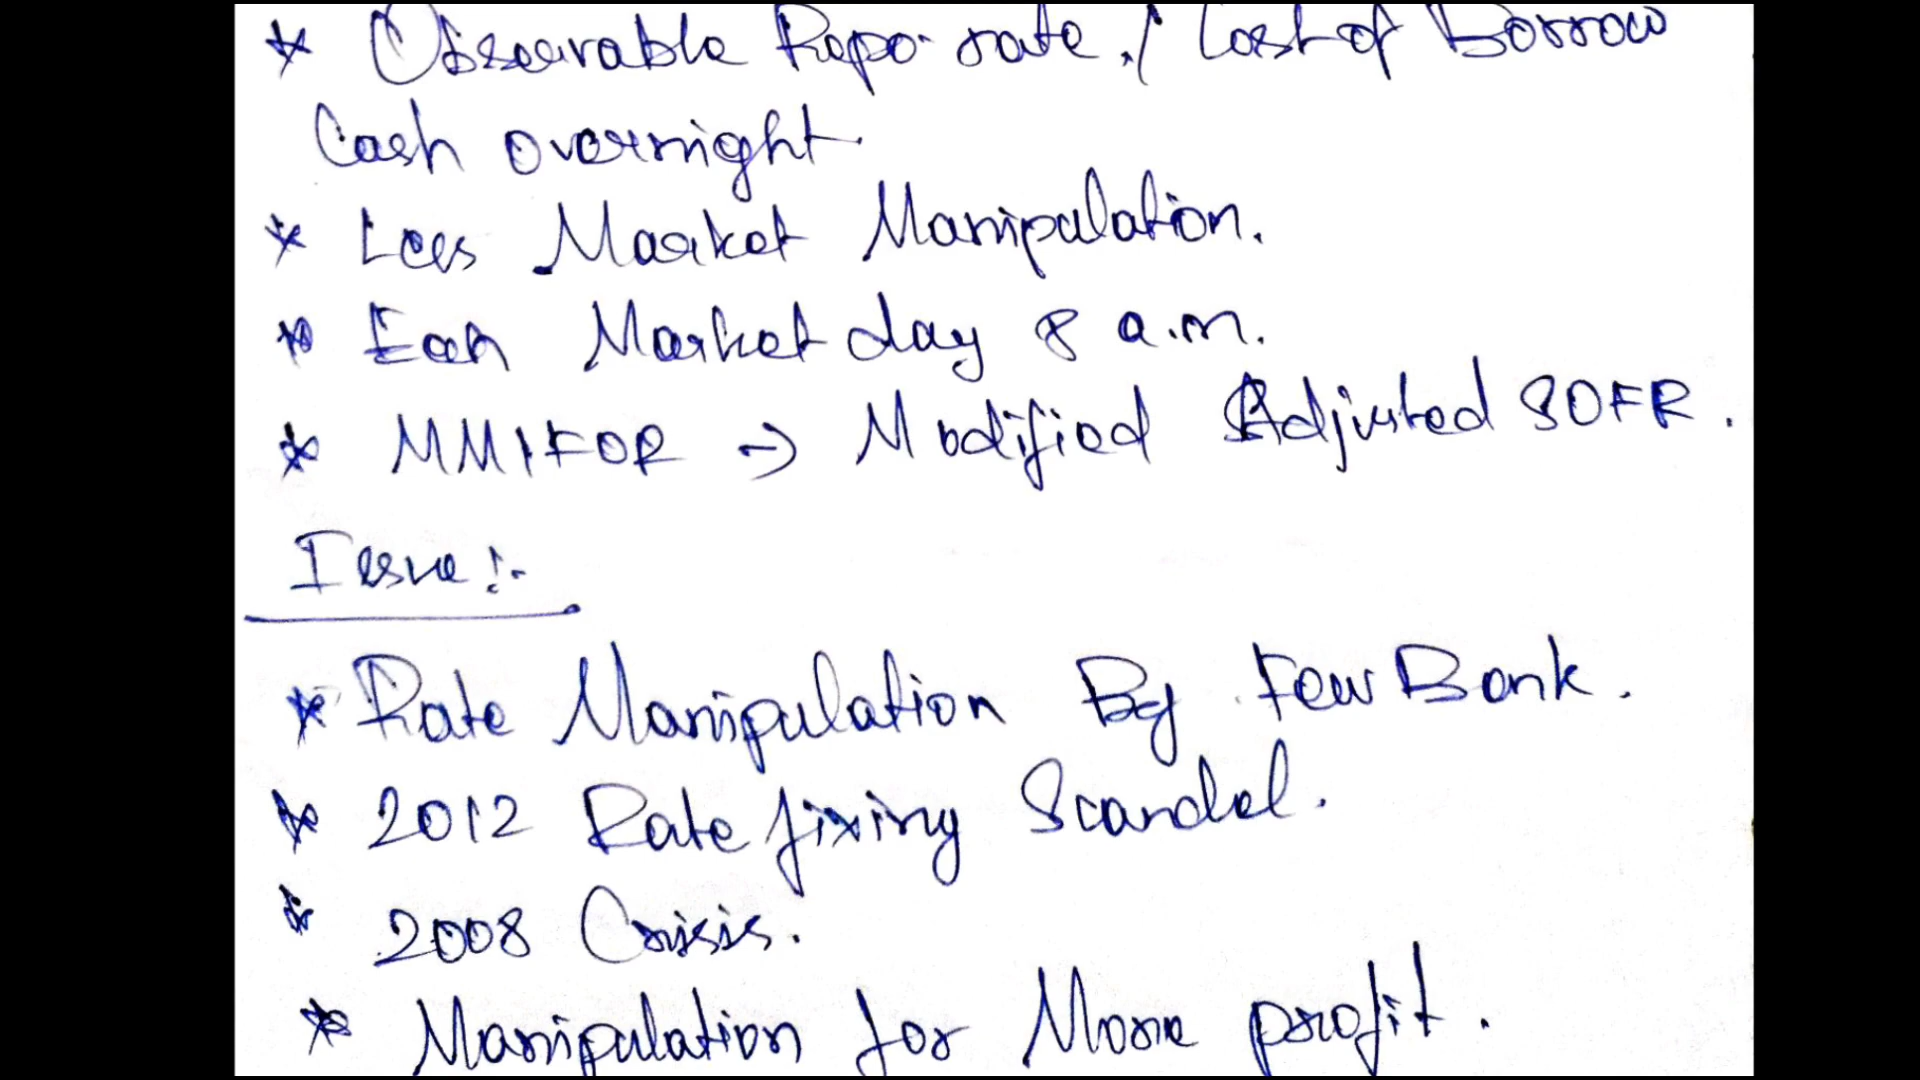 * Observable Repo rate / Cost of Borrow
Cash overnight.
* Less Market Manipulation.
* Each Market day 8 a.m.
* MMIFOR → Modified Adjusted SOFR.
Issue :-
* Rate Manipulation By Few Bank.
* 2012 Rate fixing Scandel.
* 2008 Crisis.
* Manipulation for More profit.